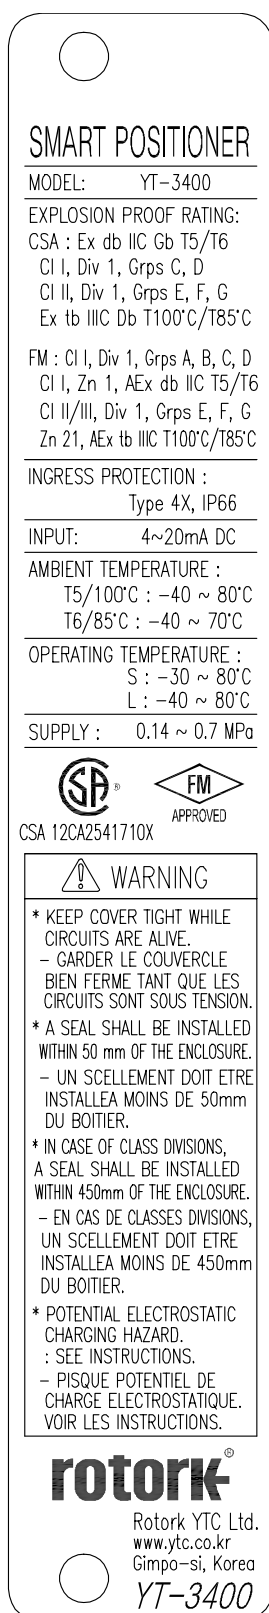 SMART POSITIONER
MODEL: YT-3400
EXPLOSION PROOF RATING:
CSA : Ex db IIC Gb T5/T6
Cl I, Div 1, Grps C, D
Cl II, Div 1, Grps E, F, G
Ex tb IIIC Db T100°C/T85°C
FM : Cl I, Div 1, Grps A, B, C, D
Cl I, Zn 1, AEx db IIC T5/T6
Cl II/III, Div 1, Grps E, F, G
Zn 21, AEx tb IIIC T100°C/T85°C
INGRESS PROTECTION :
Type 4X, IP66
INPUT: 4~20mA DC
AMBIENT TEMPERATURE :
T5/100°C : -40 ~ 80°C
T6/85°C : -40 ~ 70°C
OPERATING TEMPERATURE :
S : -30 ~ 80°C
L : -40 ~ 80°C
SUPPLY : 0.14 ~ 0.7 MPa
CSA ® FM
APPROVED
CSA 12CA2541710X
WARNING
* KEEP COVER TIGHT WHILE
CIRCUITS ARE ALIVE.
- GARDER LE COUVERCLE
BIEN FERME TANT QUE LES
CIRCUITS SONT SOUS TENSION.
* A SEAL SHALL BE INSTALLED
WITHIN 50 mm OF THE ENCLOSURE.
- UN SCELLEMENT DOIT ETRE
INSTALLEA MOINS DE 50mm
DU BOITIER.
* IN CASE OF CLASS DIVISIONS,
A SEAL SHALL BE INSTALLED
WITHIN 450mm OF THE ENCLOSURE.
- EN CAS DE CLASSES DIVISIONS,
UN SCELLEMENT DOIT ETRE
INSTALLEA MOINS DE 450mm
DU BOITIER.
* POTENTIAL ELECTROSTATIC
CHARGING HAZARD.
: SEE INSTRUCTIONS.
- PISQUE POTENTIEL DE
CHARGE ELECTROSTATIQUE.
VOIR LES INSTRUCTIONS.
rotork®
Rotork YTC Ltd.
www.ytc.co.kr
Gimpo-si, Korea
YT-3400